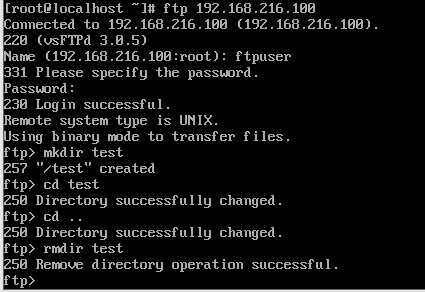 [root@localhost ~]# ftp 192.168.216.100
Connected to 192.168.216.100 (192.168.216.100).
220 (vsFTPd 3.0.5)
Name (192.168.216.100:root): ftpuser
331 Please specify the password.
Password:
230 Login successful.
Remote system type is UNIX.
Using binary mode to transfer files.
ftp> mkdir test
257 "/test" created
ftp> cd test
250 Directory successfully changed.
ftp> cd ..
250 Directory successfully changed.
ftp> rmdir test
250 Remove directory operation successful.
ftp>